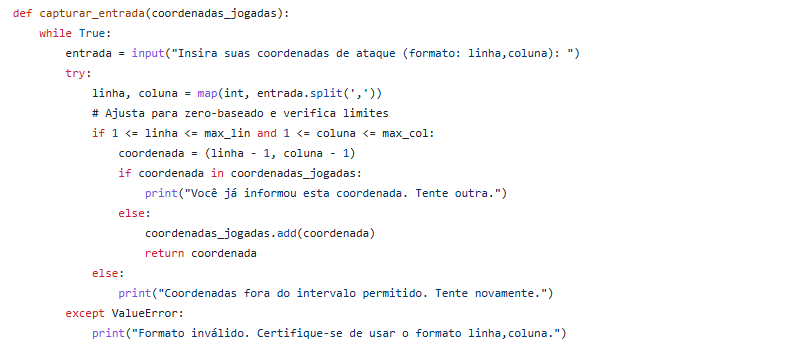 def capturar_entrada(coordenadas_jogadas):
    while True:
        entrada = input("Insira suas coordenadas de ataque (formato: linha,coluna): ")
        try:
            linha, coluna = map(int, entrada.split(','))
            # Ajusta para zero-baseado e verifica limites
            if 1 <= linha <= max_lin and 1 <= coluna <= max_col:
                coordenada = (linha - 1, coluna - 1)
                if coordenada in coordenadas_jogadas:
                    print("Você já informou esta coordenada. Tente outra.")
                else:
                    coordenadas_jogadas.add(coordenada)
                    return coordenada
            else:
                print("Coordenadas fora do intervalo permitido. Tente novamente.")
        except ValueError:
            print("Formato inválido. Certifique-se de usar o formato linha,coluna.")